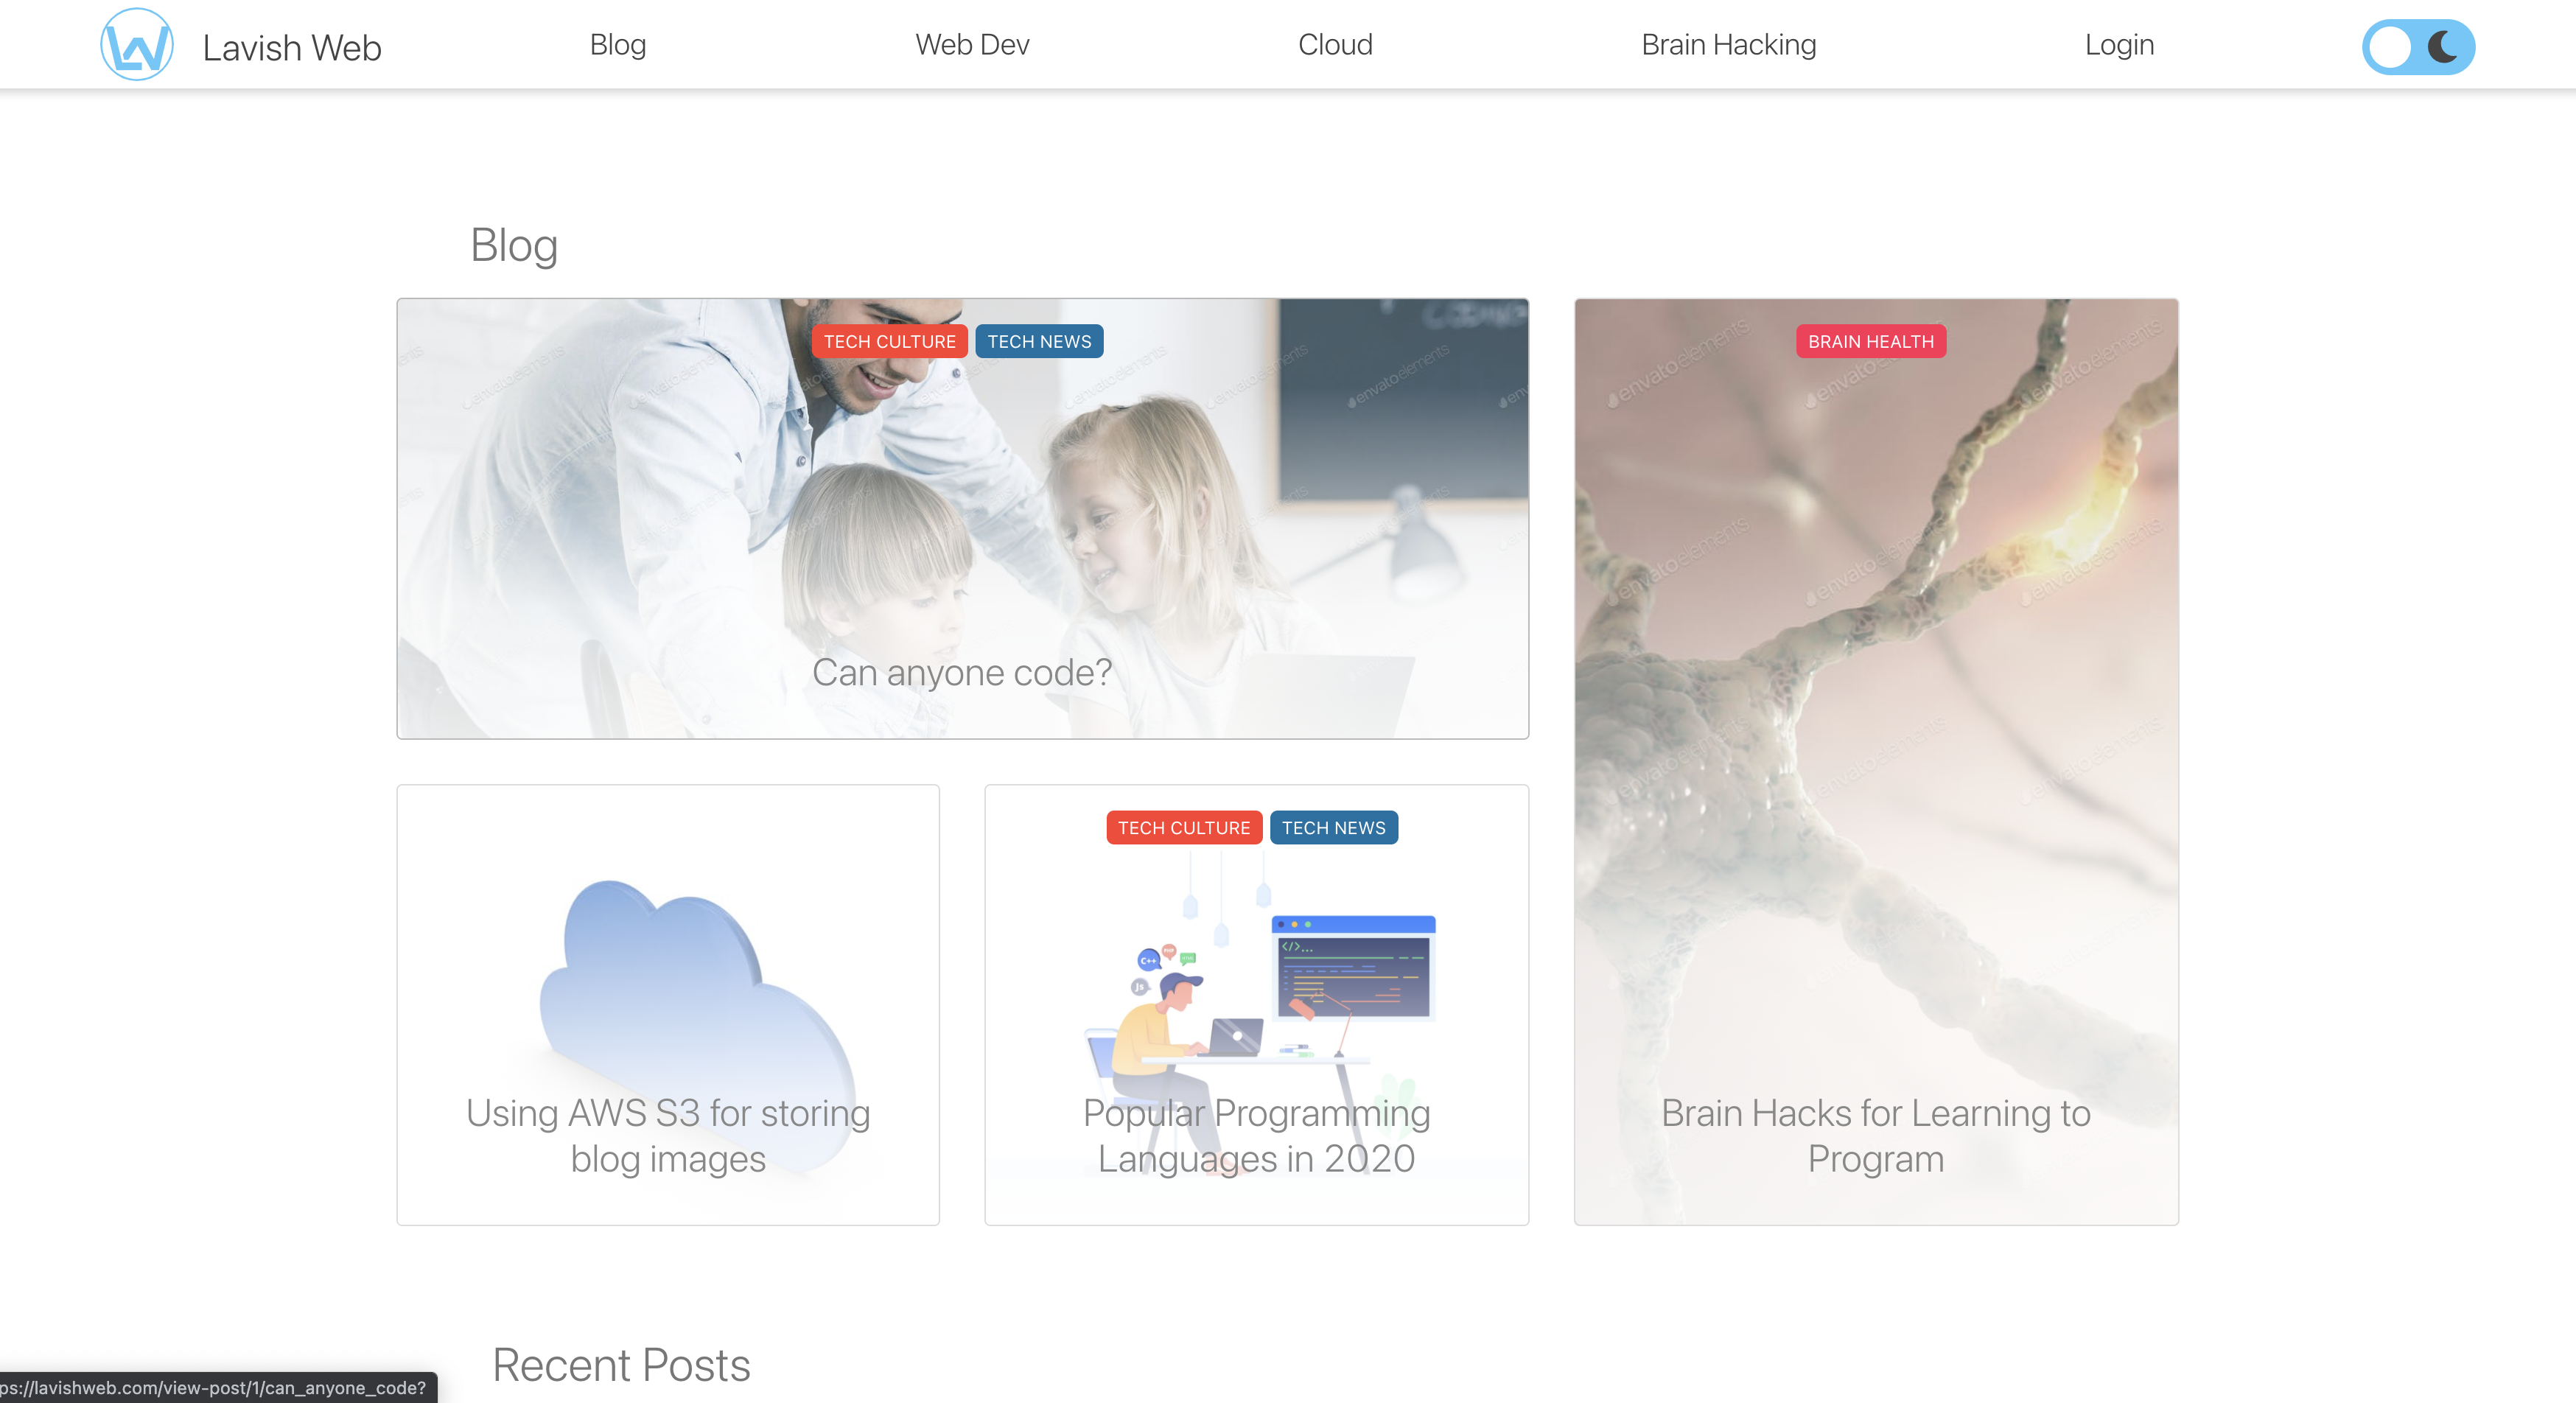 Lavish Web
Blog
Web Dev
Cloud
Brain Hacking
Login
Blog
TECH CULTURE TECH NEWS
Can anyone code?
BRAIN HEALTH
Brain Hacks for Learning to
Program
Using AWS S3 for storing
blog images
TECH CULTURE TECH NEWS
C++
JS
</>...
Popular Programming
Languages in 2020
envatoelements
Recent Posts
ps://lavishweb.com/view-post/1/can_anyone_code?